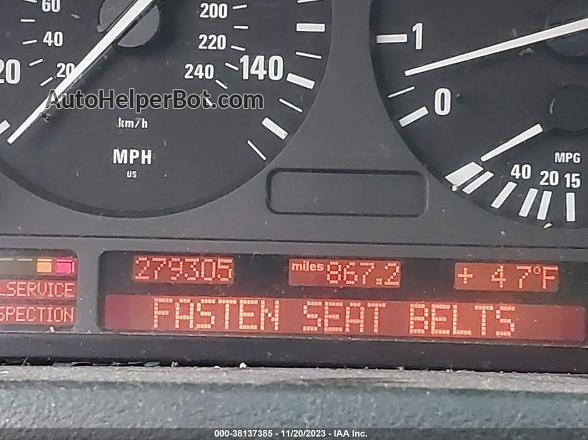 60
40
20
20
200
220
240
140
km/h
MPH
US
1
0
MPG
40 20 15
AutoHelperBot.com
279305
miles 867.2
+ 47°F
SERVICE
FASTEN SEAT BELTS
000-38137385 - 11/20/2023 - IAA Inc.